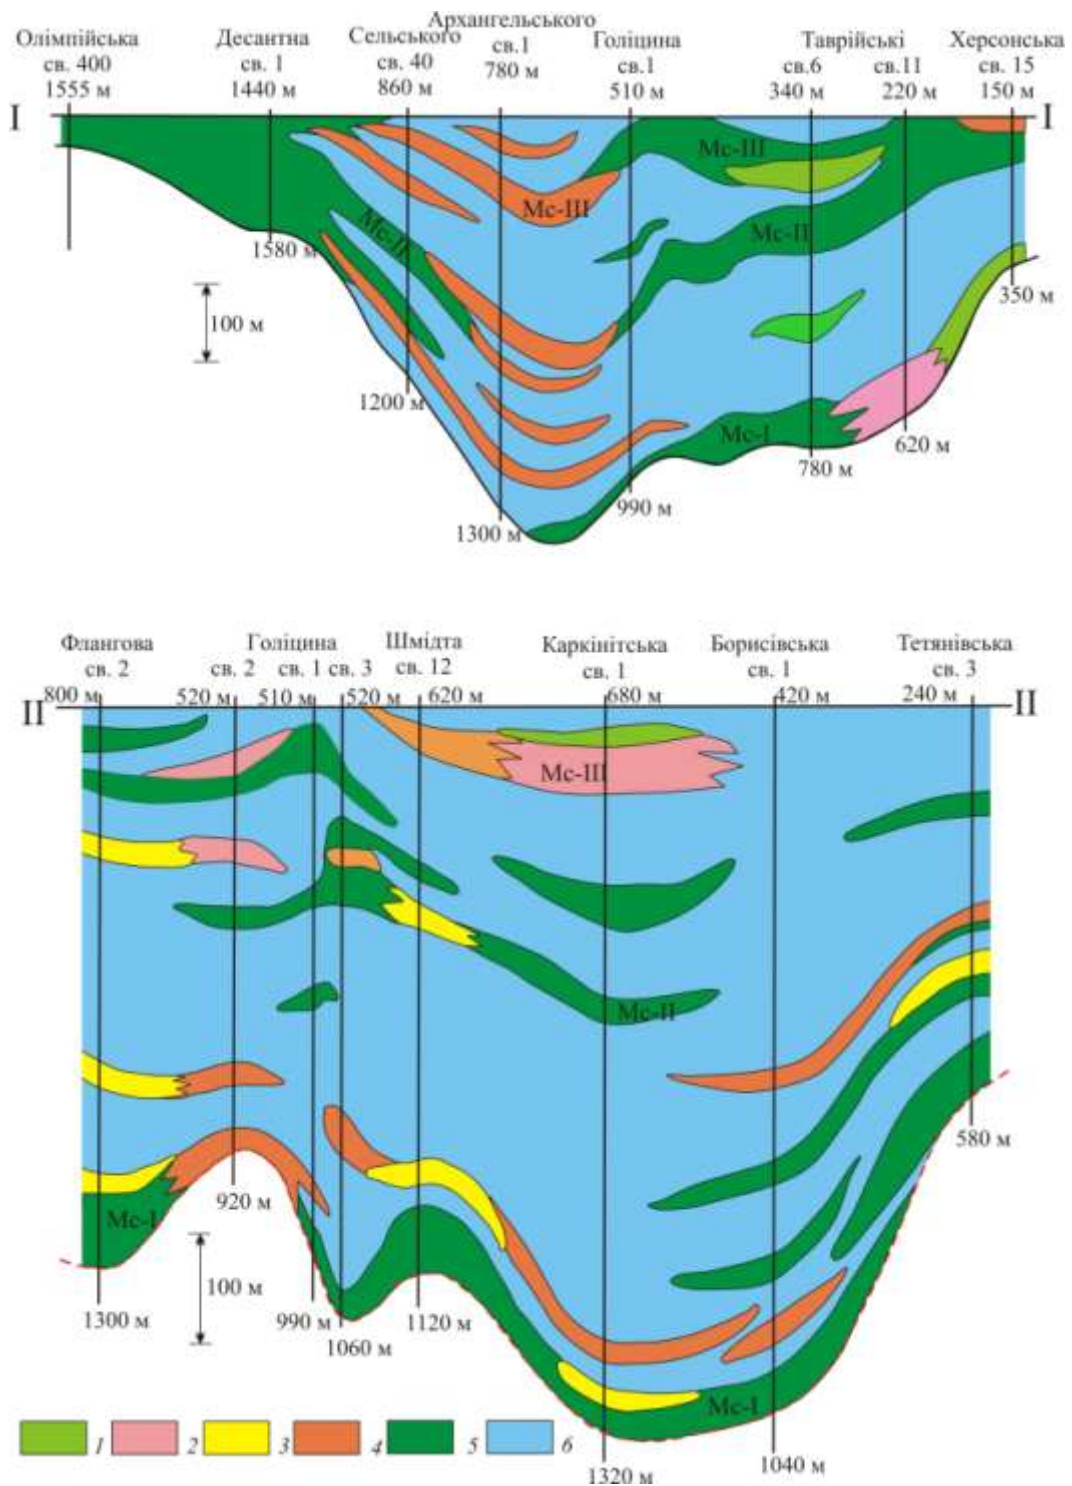 Архангельського
Олімпійська Десантна Сельського св.1 Голіцина Таврійські Херсонська
св. 400 св. 1 св. 40 780 м св.1 св.6 св.11 св. 15
1555 м 1440 м 860 м 510 м 340 м 220 м 150 м
I I
Мс-III
Мс-III
Мс-II Мс-II
1580 м
350 м
100 м
1200 м
Мс-I
620 м
780 м
990 м
1300 м
Флангова Голіцина Шмідта Каркінітська Борисівська Тетянівська
св. 2 св. 2 св. 1 св. 3 св. 12 св. 1 св. 1 св. 3
800 м 520 м 510 м 520 м 620 м 680 м 420 м 240 м
II II
Мс-III
Мс-II
580 м
920 м
Мс-I
100 м
1300 м 990 м 1120 м
1060 м
Мс-I
1 2 3 4 5 6
1320 м 1040 м